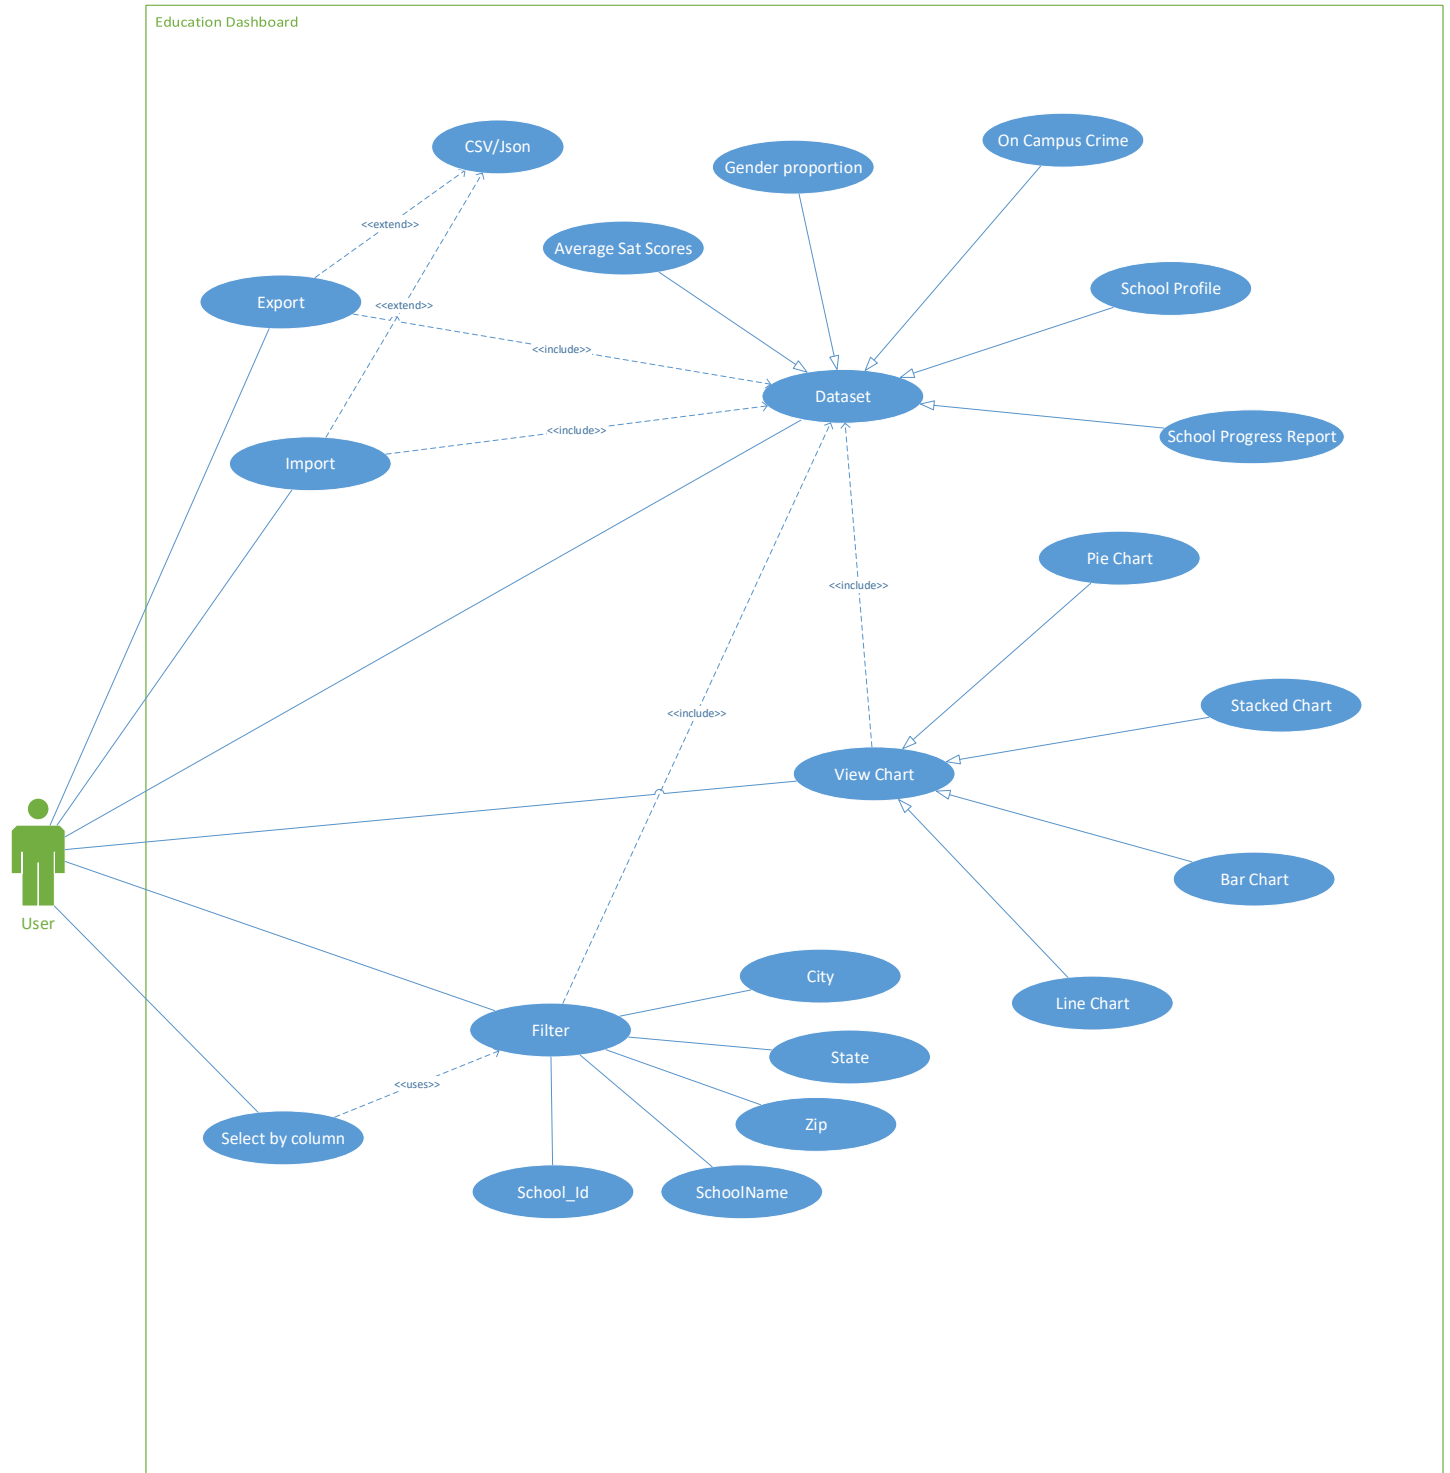 Education Dashboard
On Campus Crime
CSV/Json
Gender proportion
<<extend>>
Average Sat Scores
School Profile
Export
<<extend>>
<<include>>
Dataset
<<include>>
School Progress Report
Import
Pie Chart
<<include>>
Stacked Chart
<<include>>
View Chart
Bar Chart
User
City
Line Chart
Filter
State
<<uses>>
Zip
Select by column
School_Id
SchoolName